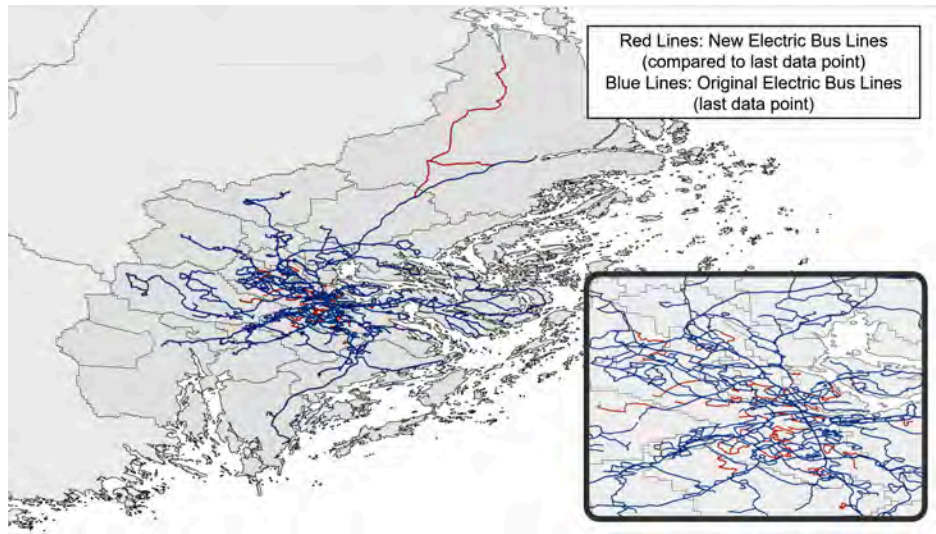 Red Lines: New Electric Bus Lines
(compared to last data point)
Blue Lines: Original Electric Bus Lines
(last data point)